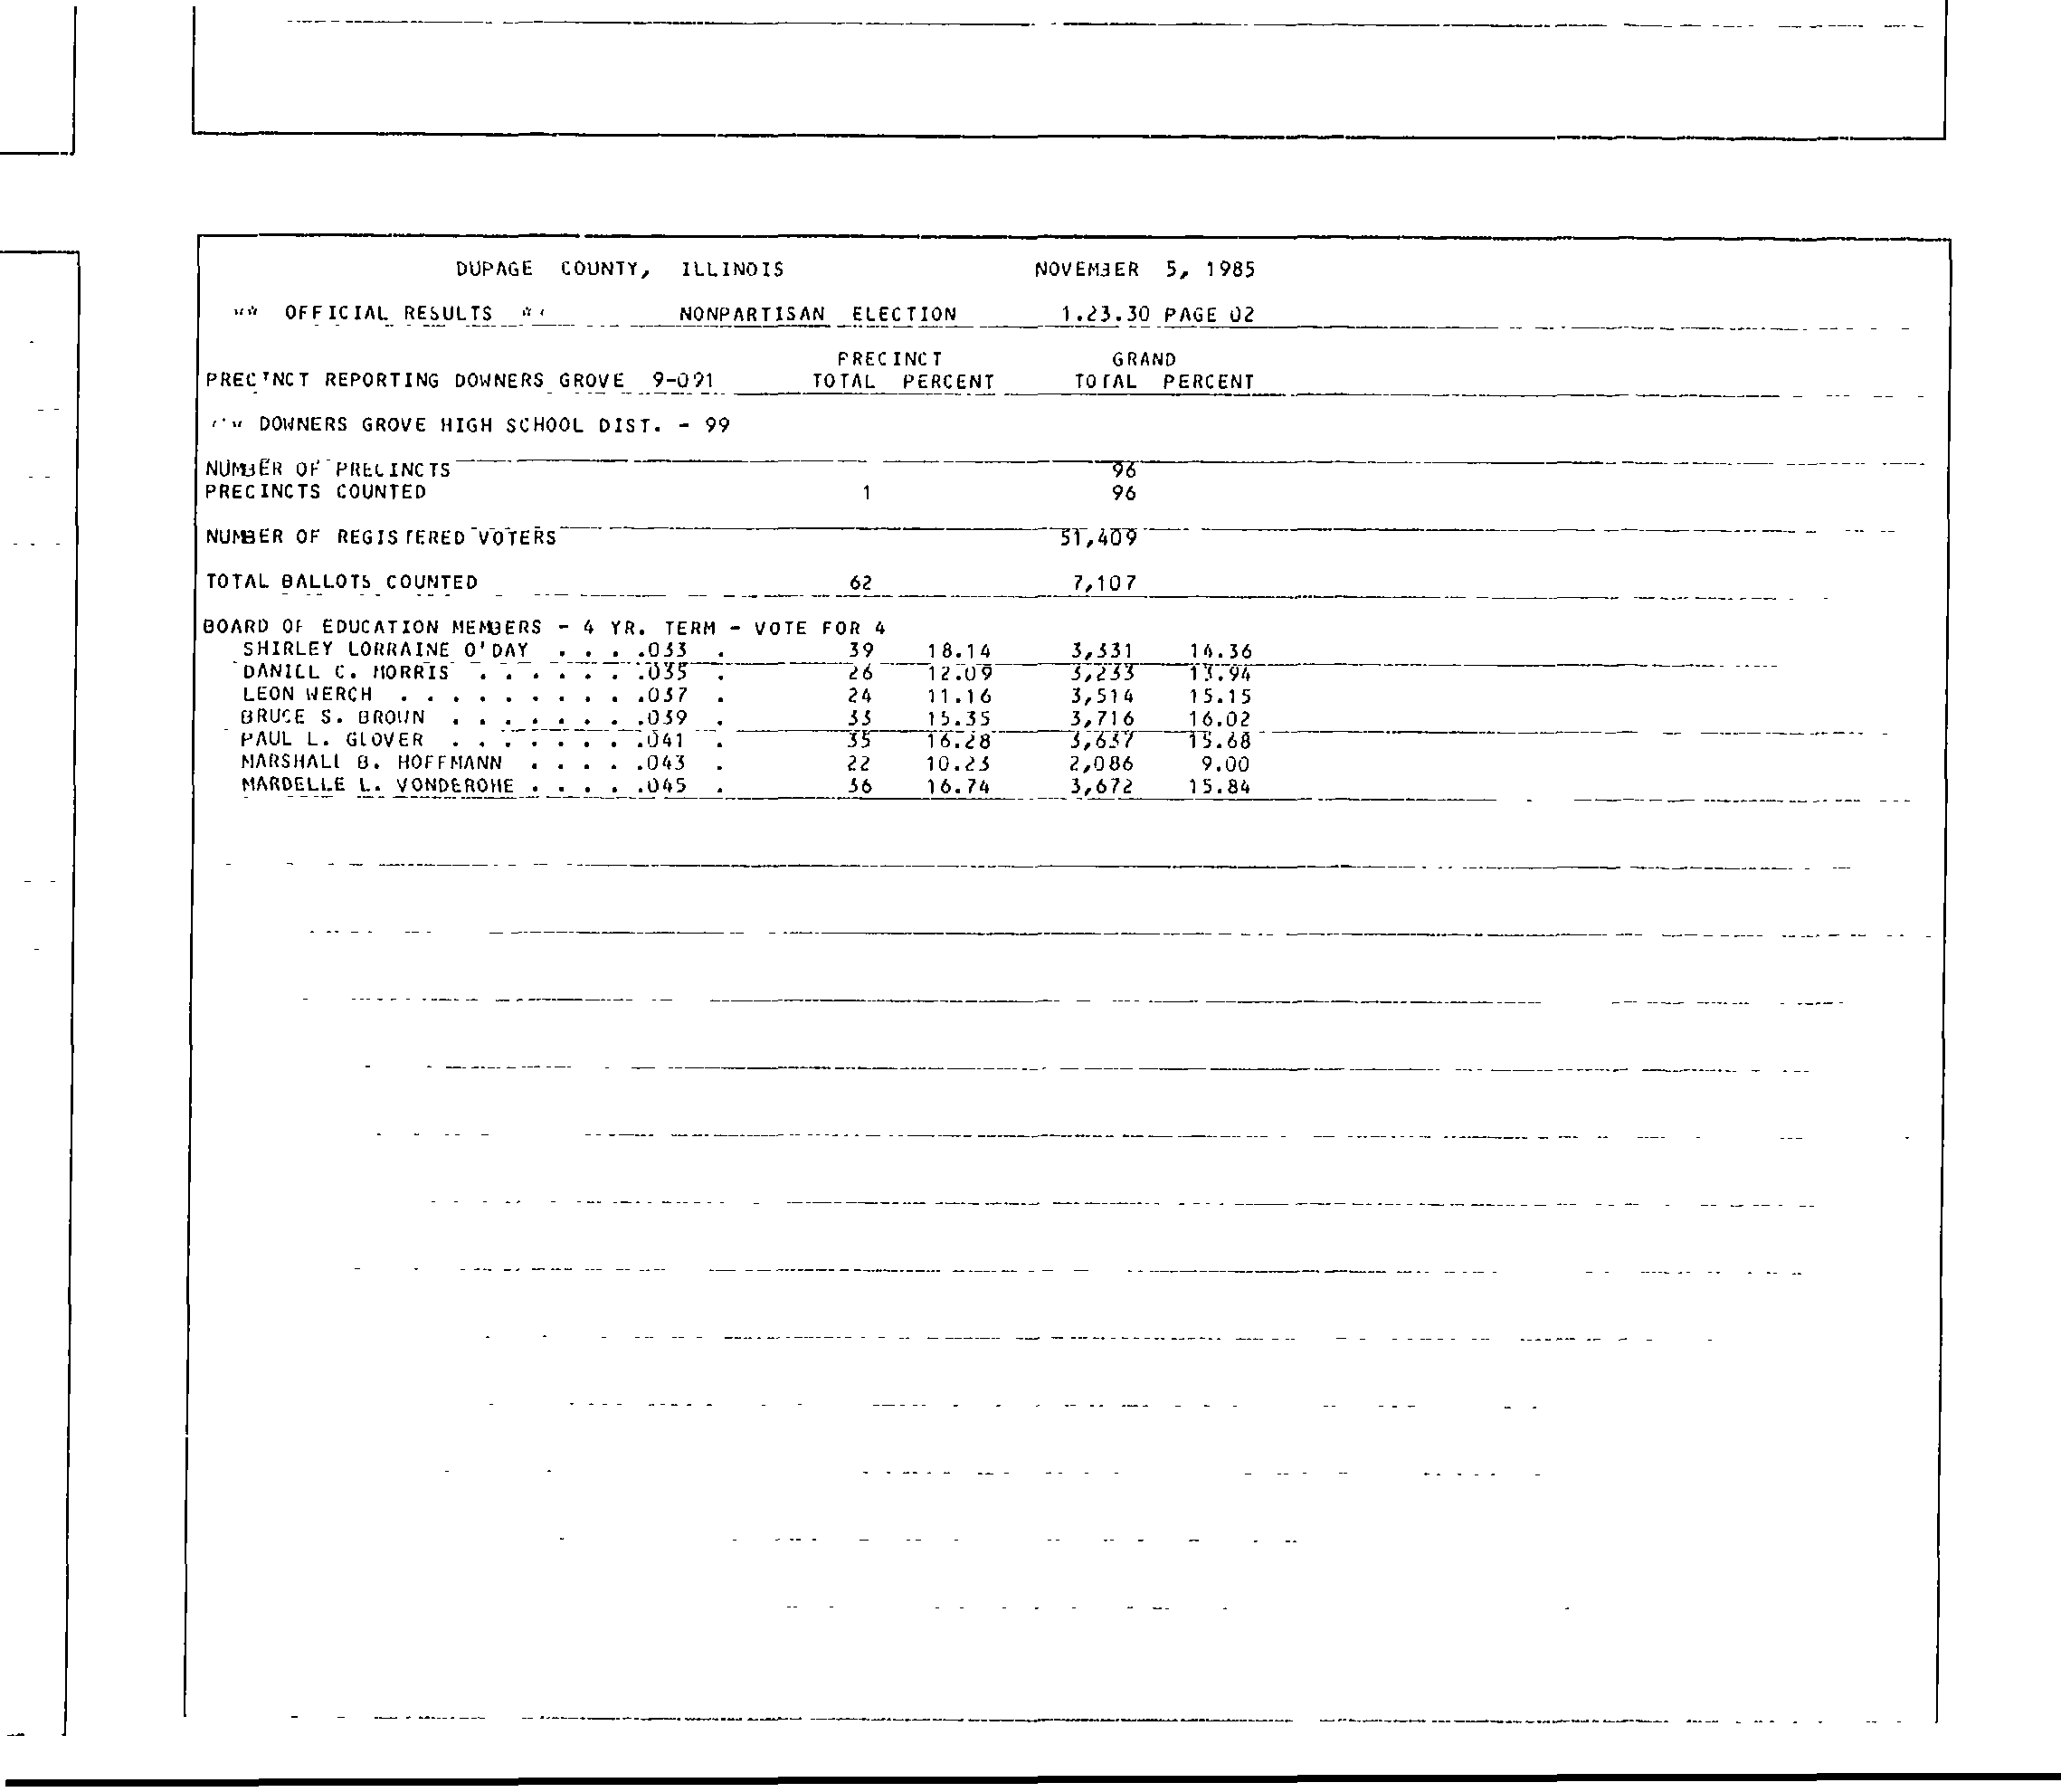 DUPAGE COUNTY, ILLINOIS NOVEMBER 5, 1985
** OFFICIAL RESULTS ** NONPARTISAN ELECTION 1.23.30 PAGE 02
PRECINCT GRAND
PRECINCT REPORTING DOWNERS GROVE 9-091 TOTAL PERCENT TOTAL PERCENT
*** DOWNERS GROVE HIGH SCHOOL DIST. - 99
NUMBER OF PRECINCTS 96
PRECINCTS COUNTED 1 96
NUMBER OF REGISTERED VOTERS 51,409
TOTAL BALLOTS COUNTED 62 7,107
BOARD OF EDUCATION MEMBERS - 4 YR. TERM - VOTE FOR 4
SHIRLEY LORRAINE O'DAY . . . .033 . 39 18.14 3,331 14.36
DANIEL C. MORRIS . . . . . . .035 . 26 12.09 3,233 13.94
LEON WERCH . . . . . . . . . .037 . 24 11.16 3,514 15.15
BRUCE S. BROWN . . . . . . . .039 . 33 15.35 3,716 16.02
PAUL L. GLOVER . . . . . . . .041 . 35 16.28 3,637 15.68
MARSHALL B. HOFFMANN . . . . .043 . 22 10.23 2,086 9.00
MARDELLE L. VONDEROHE . . . . .045 . 36 16.74 3,672 15.84